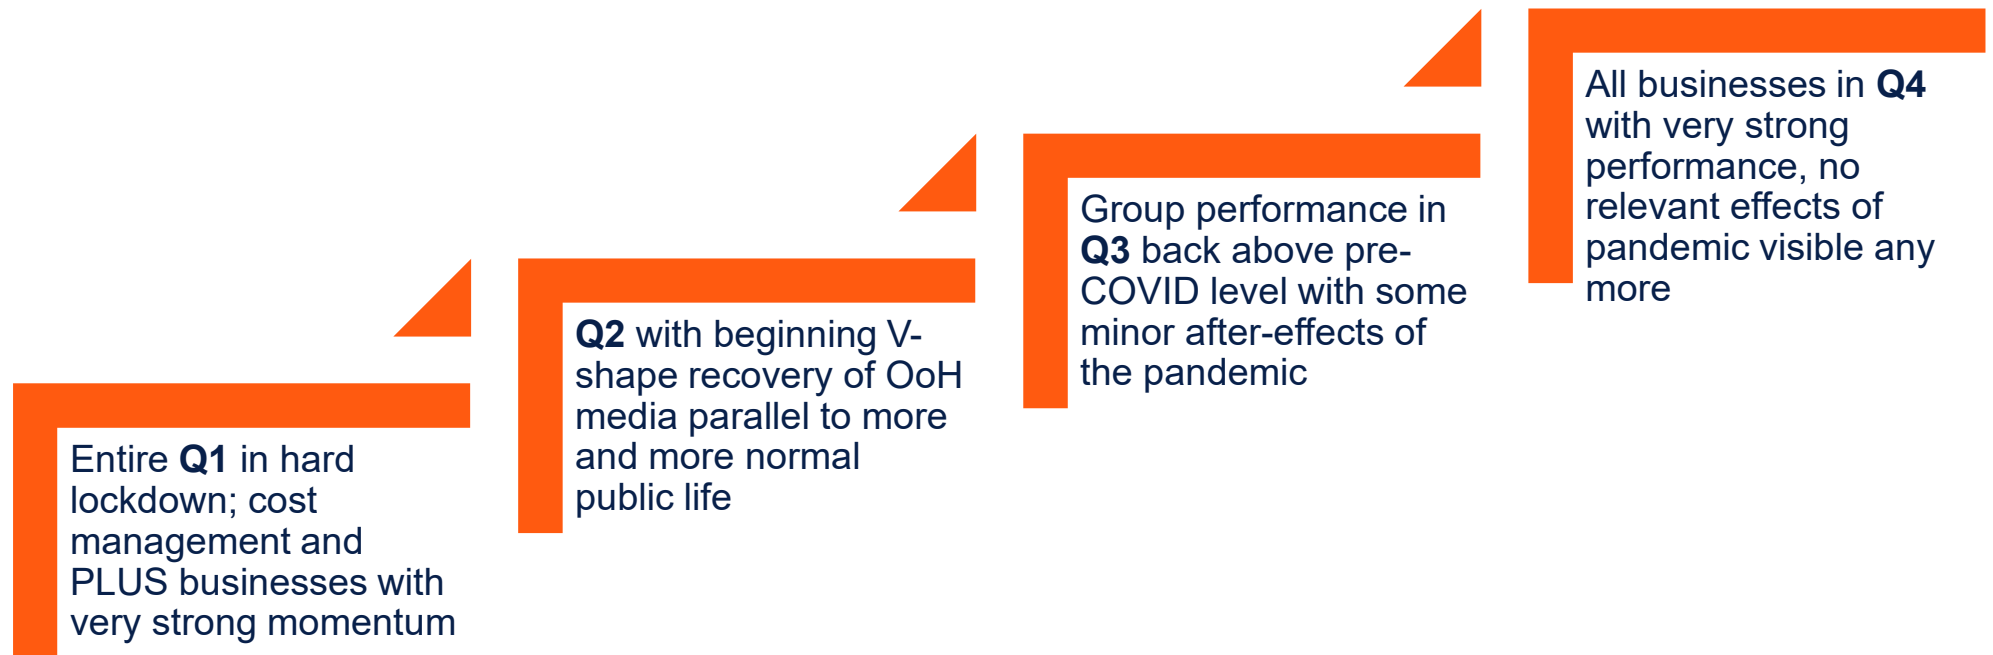 Entire Q1 in hard
lockdown; cost
management and
PLUS businesses with
very strong momentum
Q2 with beginning V-
shape recovery of OoH
media parallel to more
and more normal
public life
Group performance in
Q3 back above pre-
COVID level with some
minor after-effects of
the pandemic
All businesses in Q4
with very strong
performance, no
relevant effects of
pandemic visible any
more